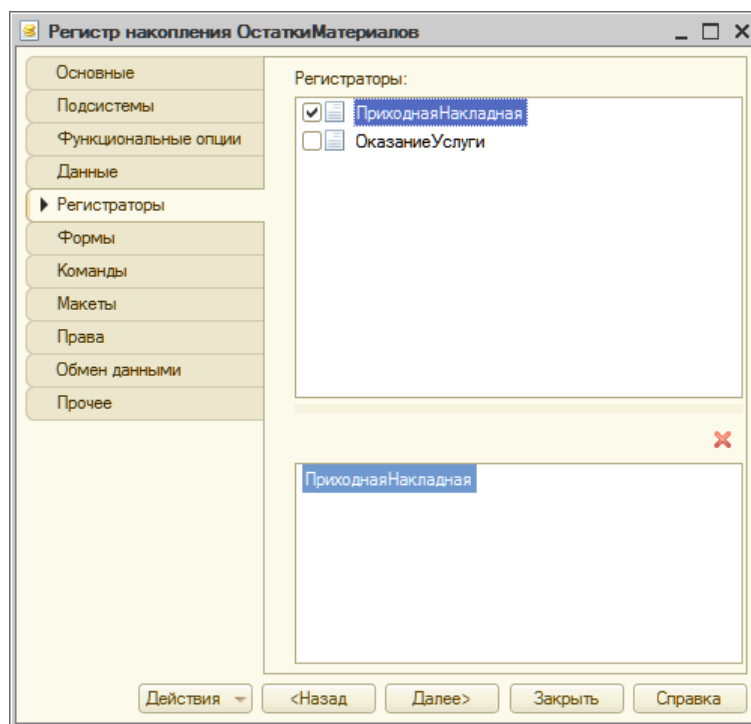 Регистр накопления ОстаткиМатериалов
Основные
Подсистемы
Функциональные опции
Данные
Регистраторы
Формы
Команды
Макеты
Права
Обмен данными
Прочее
Регистраторы:
ПриходнаяНакладная
ОказаниеУслуги
ПриходнаяНакладная
Действия
<Назад
Далее>
Закрыть
Справка